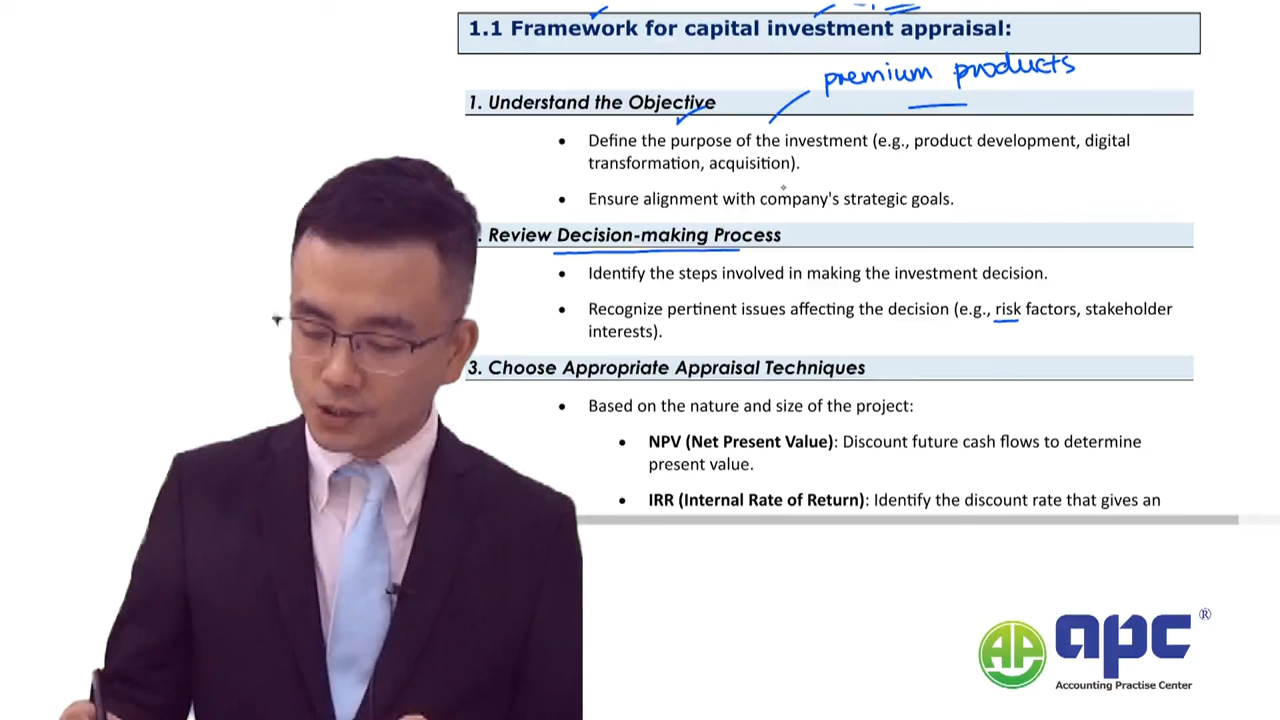 1.1 Framework for capital investment appraisal:
premium products
1. Understand the Objective
• Define the purpose of the investment (e.g., product development, digital
transformation, acquisition).
• Ensure alignment with company's strategic goals.
. Review Decision-making Process
• Identify the steps involved in making the investment decision.
• Recognize pertinent issues affecting the decision (e.g., risk factors, stakeholder
interests).
3. Choose Appropriate Appraisal Techniques
• Based on the nature and size of the project:
• NPV (Net Present Value): Discount future cash flows to determine
present value.
• IRR (Internal Rate of Return): Identify the discount rate that gives an
AP apc ®
Accounting Practise Center